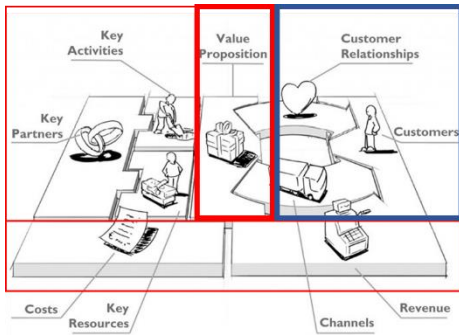 Key
Activities
Value
Proposition
Customer
Relationships
Key
Partners
Customers
Costs
Key
Resources
Channels
Revenue